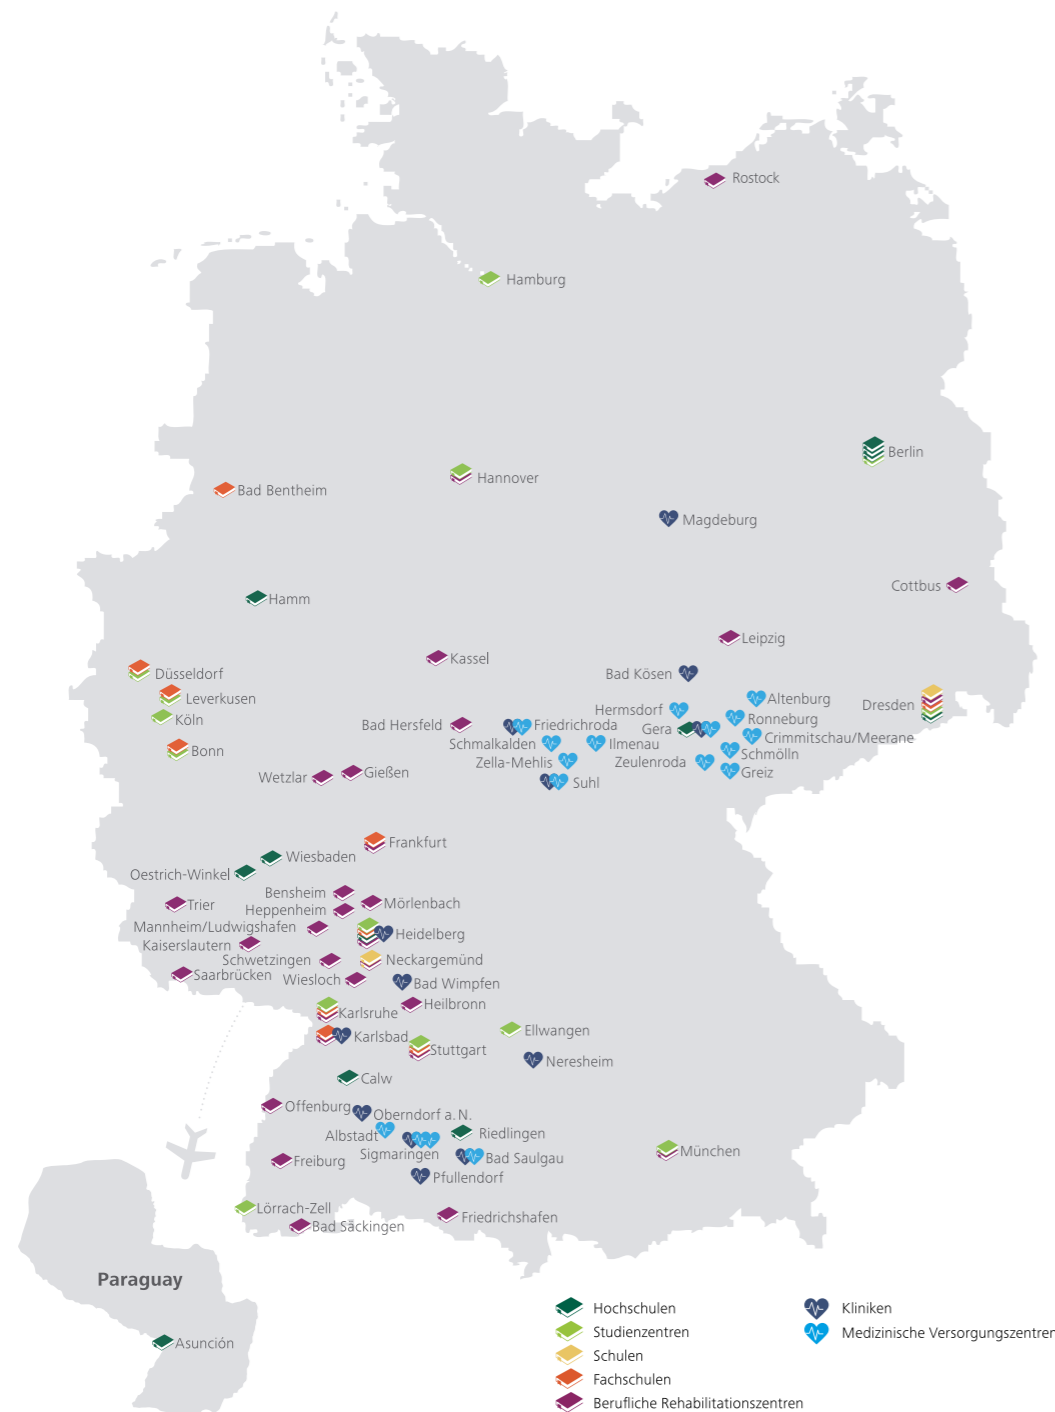 Rostock
Hamburg
Berlin
Hannover
Bad Bentheim
Magdeburg
Cottbus
Hamm
Leipzig
Kassel
Düsseldorf
Bad Kösen
Leverkusen
Altenburg
Dresden
Hermsdorf
Köln
Ronneburg
Bad Hersfeld
Friedrichroda
Gera
Crimmitschau/Meerane
Schmalkalden
Ilmenau
Bonn
Schmölln
Zella-Mehlis
Zeulenroda
Greiz
Wetzlar
Gießen
Suhl
Frankfurt
Wiesbaden
Oestrich-Winkel
Bensheim
Trier
Mörlenbach
Heppenheim
Mannheim/Ludwigshafen
Heidelberg
Kaiserslautern
Schwetzingen
Neckargemünd
Saarbrücken
Wiesloch
Bad Wimpfen
Heilbronn
Karlsruhe
Ellwangen
Karlsbad
Stuttgart
Neresheim
Calw
Offenburg
Oberndorf a. N.
Albstadt
Riedlingen
Sigmaringen
München
Bad Saulgau
Freiburg
Pfullendorf
Lörrach-Zell
Friedrichshafen
Bad Säckingen
Paraguay
Asunción
Hochschulen
Studienzentren
Schulen
Fachschulen
Berufliche Rehabilitationszentren
Kliniken
Medizinische Versorgungszentren